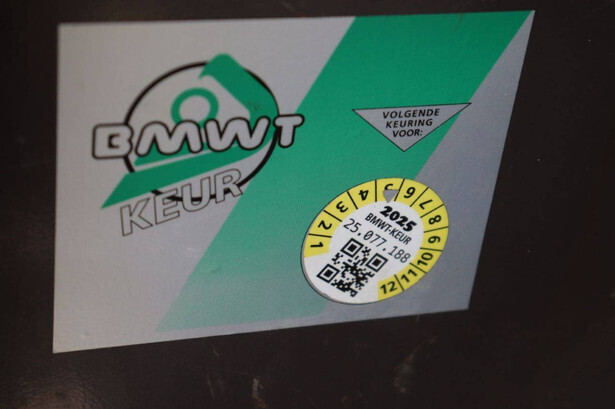 BMWT
KEUR
VOLGENDE
KEURING
VOOR:
1 2 3 4 5 6 7 8 9 10 11 12
2025
BMWT-KEUR
25.077.188